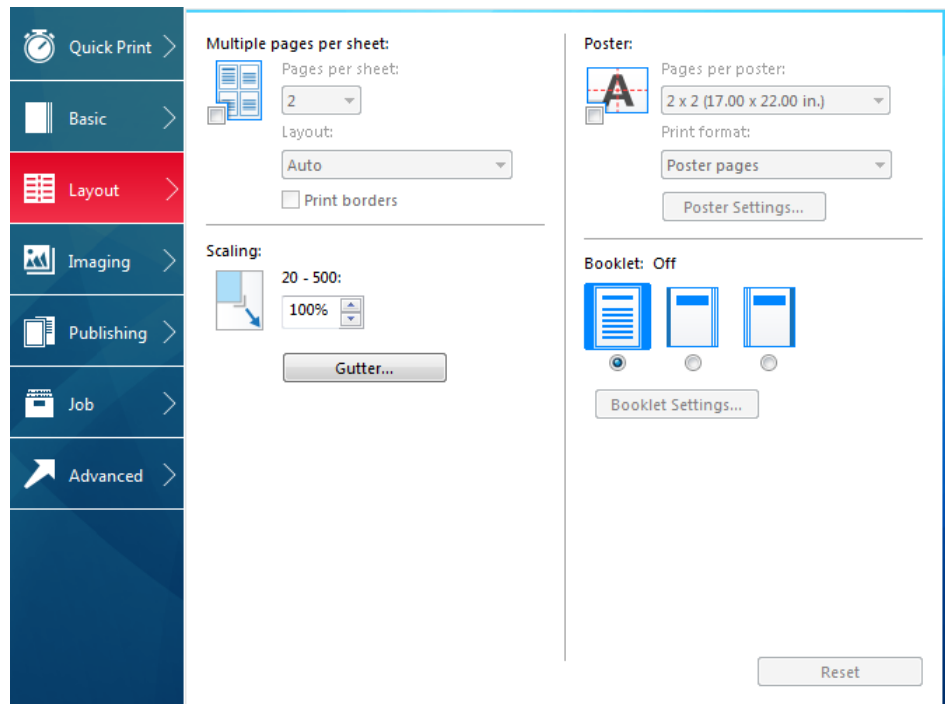 Quick Print
Basic
Layout
Imaging
Publishing
Job
Advanced
Multiple pages per sheet:
Pages per sheet:
2
Layout:
Auto
Print borders
Scaling:
20 - 500:
100%
Gutter...
Poster:
A
Pages per poster:
2 x 2 (17.00 x 22.00 in.)
Print format:
Poster pages
Poster Settings...
Booklet: Off
Booklet Settings...
Reset